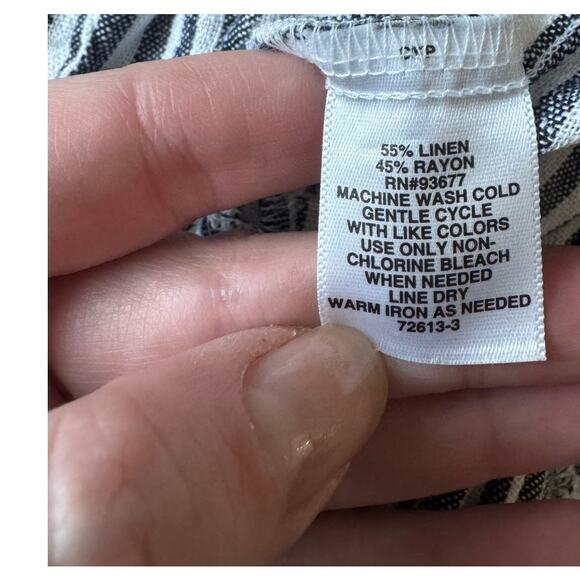 55% LINEN
45% RAYON
RN#93677
MACHINE WASH COLD
GENTLE CYCLE
WITH LIKE COLORS
USE ONLY NON-
CHLORINE BLEACH
WHEN NEEDED
LINE DRY
WARM IRON AS NEEDED
72613-3